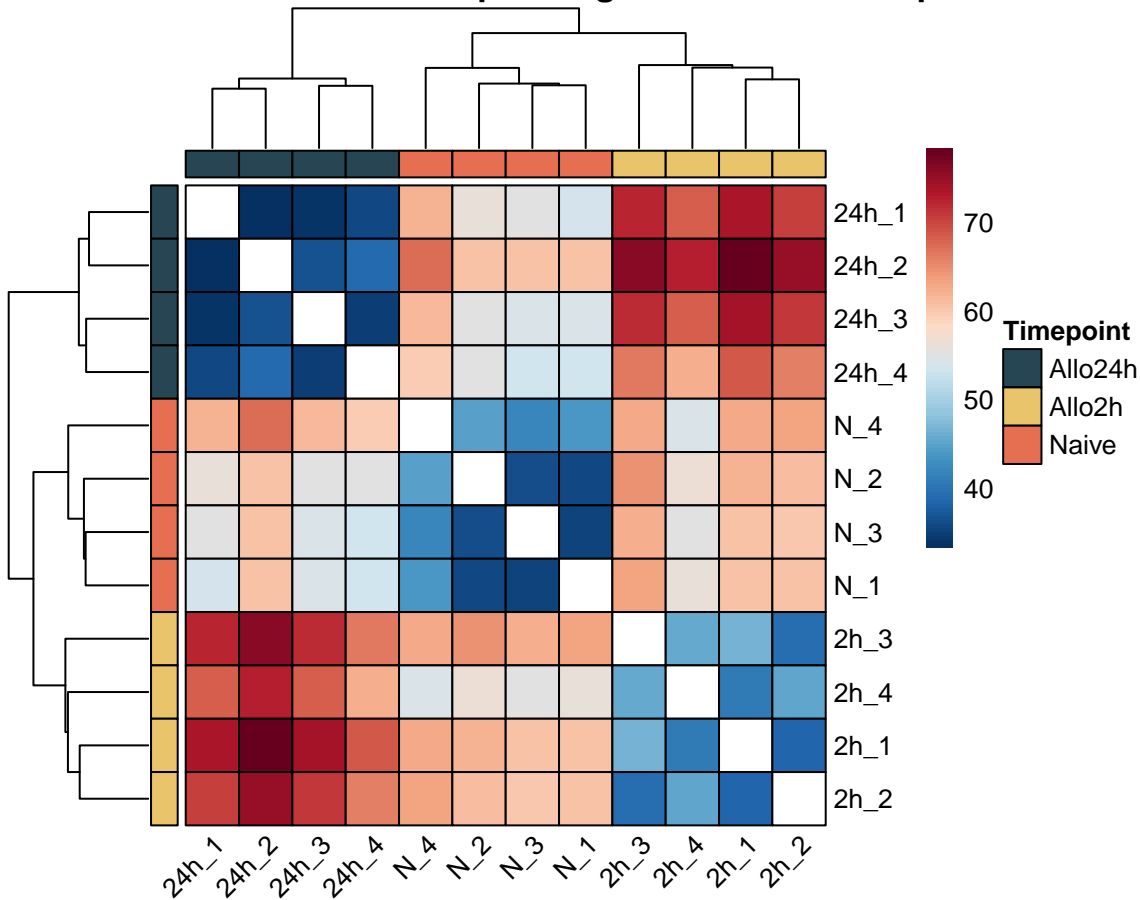 24h_1
24h_2
24h_3
24h_4
N_4
N_2
N_3
N_1
2h_3
2h_4
2h_1
2h_2
70
60
50
40
Timepoint
Allo24h
Allo2h
Naive
24h_1 24h_2 24h_3 24h_4 N_4 N_2 N_3 N_1 2h_3 2h_4 2h_1 2h_2